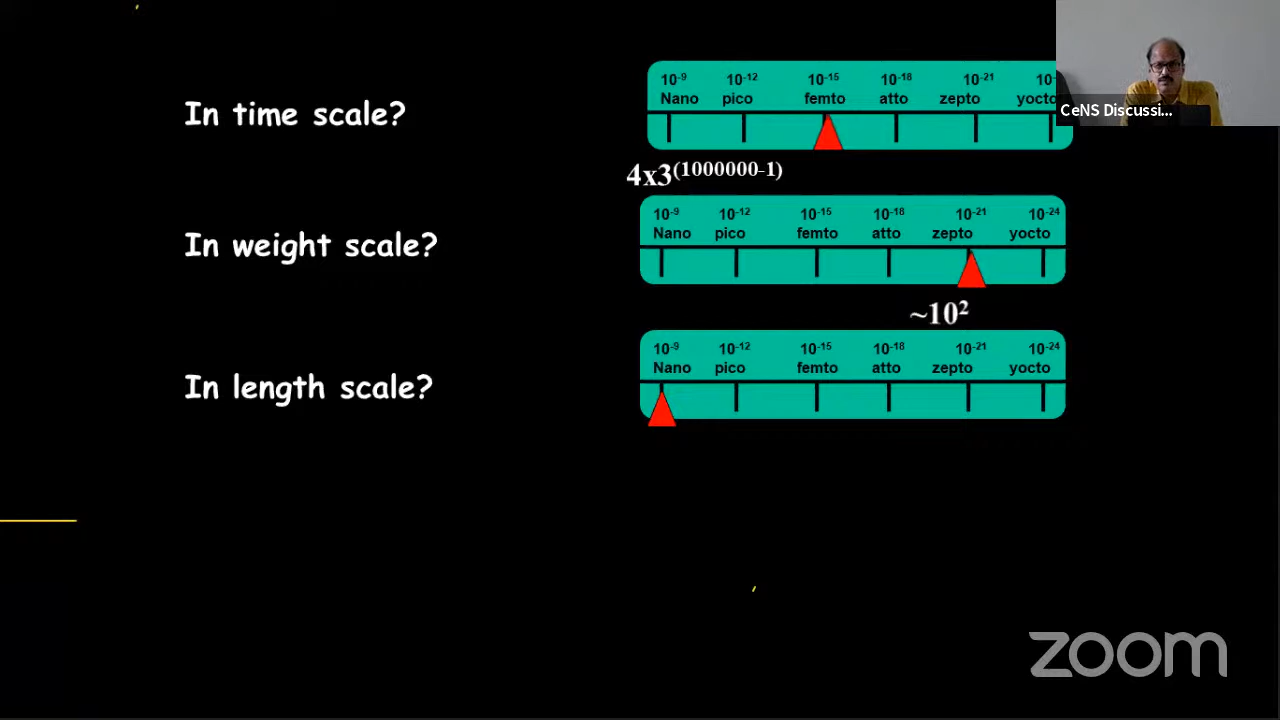 In time scale?
10⁻⁹ 10⁻¹² 10⁻¹⁵ 10⁻¹⁸ 10⁻²¹ 10⁻
Nano pico femto atto zepto yocto
CeNS Discussi...
4x3⁽¹⁰⁰⁰⁰⁰⁰⁻¹⁾
In weight scale?
10⁻⁹ 10⁻¹² 10⁻¹⁵ 10⁻¹⁸ 10⁻²¹ 10⁻²⁴
Nano pico femto atto zepto yocto
~10²
In length scale?
10⁻⁹ 10⁻¹² 10⁻¹⁵ 10⁻¹⁸ 10⁻²¹ 10⁻²⁴
Nano pico femto atto zepto yocto
zoom